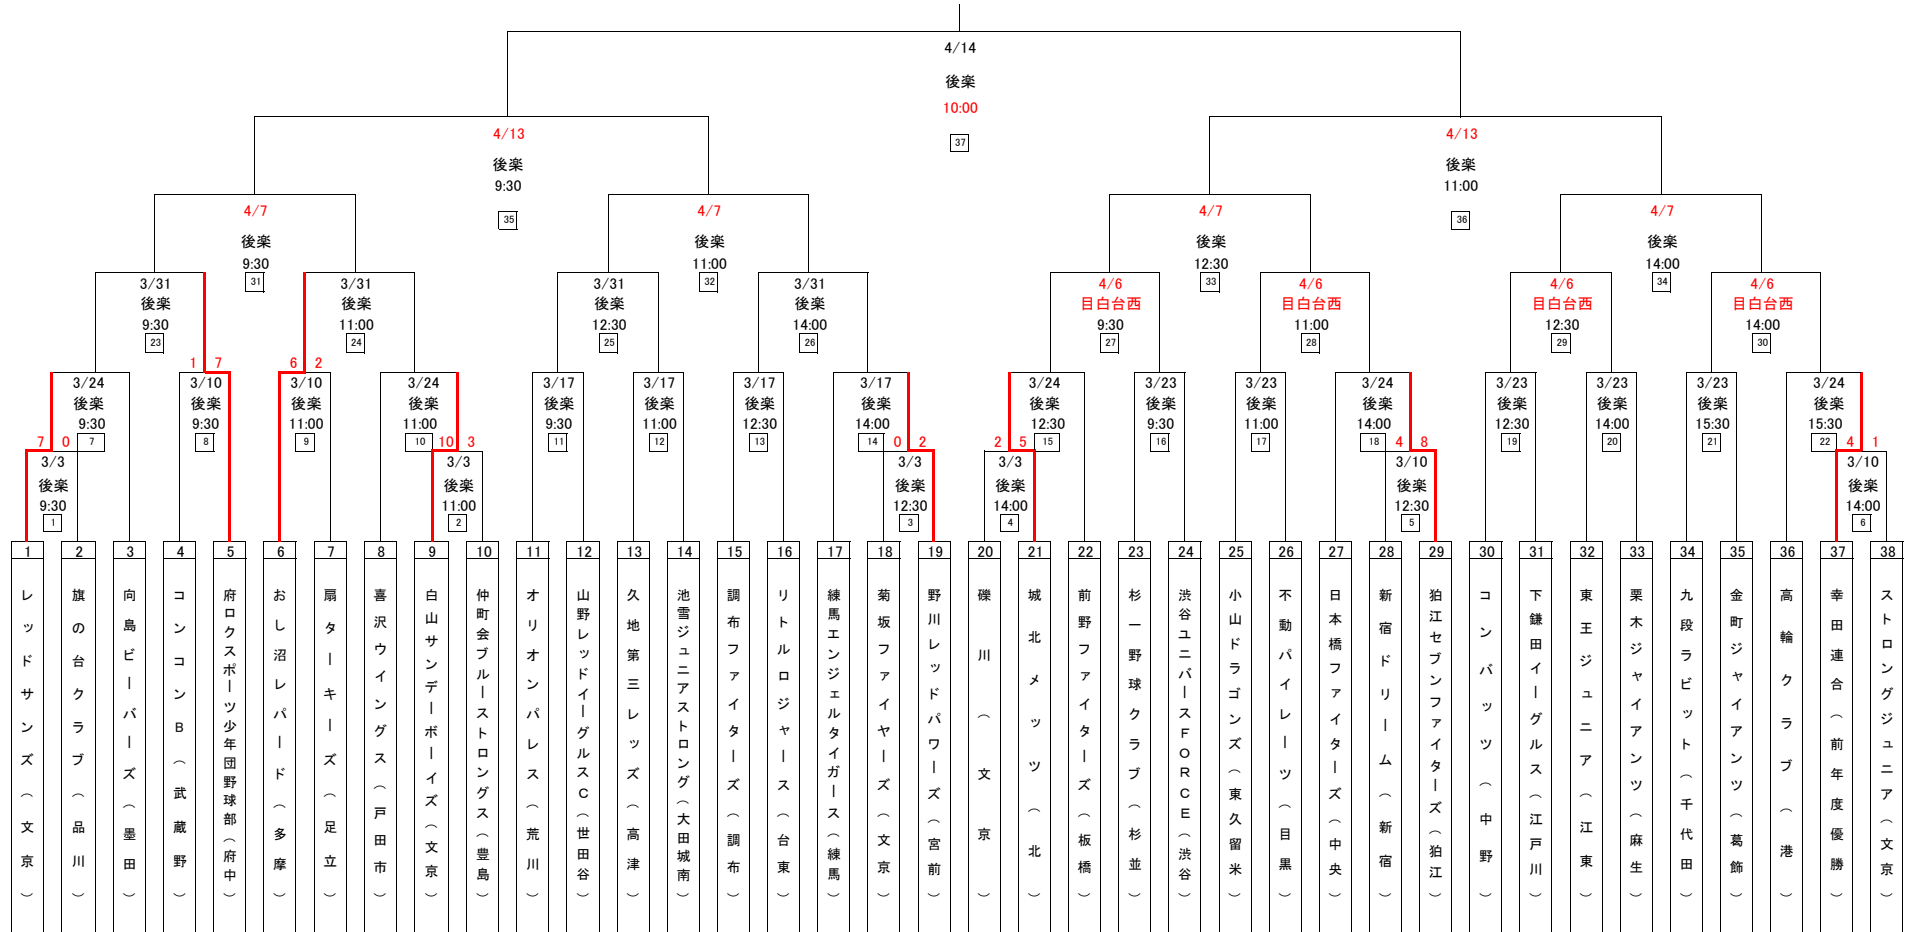 4/14
後楽
10:00
37
4/13
後楽
9:30
35
4/13
後楽
11:00
36
4/7
後楽
9:30
31
4/7
後楽
11:00
32
4/7
後楽
12:30
33
4/7
後楽
14:00
34
3/31
後楽
9:30
23
3/31
後楽
11:00
24
3/31
後楽
12:30
25
3/31
後楽
14:00
26
4/6
目白台西
9:30
27
4/6
目白台西
11:00
28
4/6
目白台西
12:30
29
4/6
目白台西
14:00
30
3/24
後楽
9:30
7
1 7
3/10
後楽
9:30
8
6 2
3/10
後楽
11:00
9
3/24
後楽
11:00
10
3/17
後楽
9:30
11
3/17
後楽
11:00
12
3/17
後楽
12:30
13
3/17
後楽
14:00
14
3/24
後楽
12:30
15
3/23
後楽
9:30
16
3/23
後楽
11:00
17
3/24
後楽
14:00
18
3/23
後楽
12:30
19
3/23
後楽
14:00
20
3/23
後楽
15:30
21
3/24
後楽
15:30
22
7 0
3/3
後楽
9:30
1
10 3
3/3
後楽
11:00
2
0 2
3/3
後楽
12:30
3
2 5
3/3
後楽
14:00
4
4 8
3/10
後楽
12:30
5
4 1
3/10
後楽
14:00
6
1
レッドサンズ（文京）
2
旗の台クラブ（品川）
3
向島ビーバーズ（墨田）
4
コンコンB（武蔵野）
5
府ロクスポーツ少年団野球部（府中）
6
おし沼レパード（多摩）
7
扇ターキーズ（足立）
8
喜沢ウイングス（戸田市）
9
白山サンデーボーイズ（文京）
10
仲町会ブルーストロングス（豊島）
11
オリオンパレス（荒川）
12
山野レッドイーグルスC（世田谷）
13
久地第三レッズ（高津）
14
池雪ジュニアストロング（大田城南）
15
調布ファイターズ（調布）
16
リトルロジャース（台東）
17
練馬エンジェルタイガース（練馬）
18
菊坂ファイヤーズ（文京）
19
野川レッドパワーズ（宮前）
20
礫川（文京）
21
城北メッツ（北）
22
前野ファイターズ（板橋）
23
杉一野球クラブ（杉並）
24
渋谷ユニバースFORCE（渋谷）
25
小山ドラゴンズ（東久留米）
26
不動パイレーツ（目黒）
27
日本橋ファイターズ（中央）
28
新宿ドリーム（新宿）
29
狛江セブンファイターズ（狛江）
30
コンバッツ（中野）
31
下鎌田イーグルス（江戸川）
32
東王ジュニア（江東）
33
栗木ジャイアンツ（麻生）
34
九段ラビット（千代田）
35
金町ジャイアンツ（葛飾）
36
高輪クラブ（港）
37
幸田連合（前年度優勝）
38
ストロングジュニア（文京）